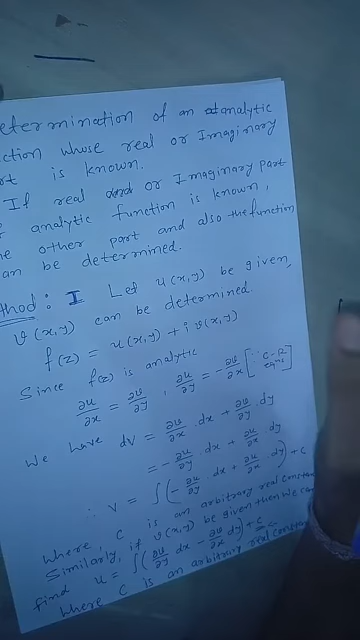 etermination of an analytic
ction whose real or Imaginary
rt is known.
If real and or Imaginary part
analytic function is known,
e other part and also the function
an be determined.
thod: I Let u(x,y) be given,
v(x,y) can be determined.
f(z) = u(x,y) + i v(x,y)
Since f(z) is analytic
∂u/∂x = ∂v/∂y , ∂u/∂y = -∂v/∂x [∵ C-R eqns]
We have dv = ∂v/∂x . dx + ∂v/∂y . dy
= -∂u/∂y . dx + ∂u/∂x . dy
∴ v = ∫(-∂u/∂y dx + ∂u/∂x . dy) + c
Where, C is an arbitrary real constan
Similarly, if v(x,y) be given then we can
find u = ∫(∂v/∂y dx - ∂v/∂x dy) + c
Where C is an arbitrary real constan